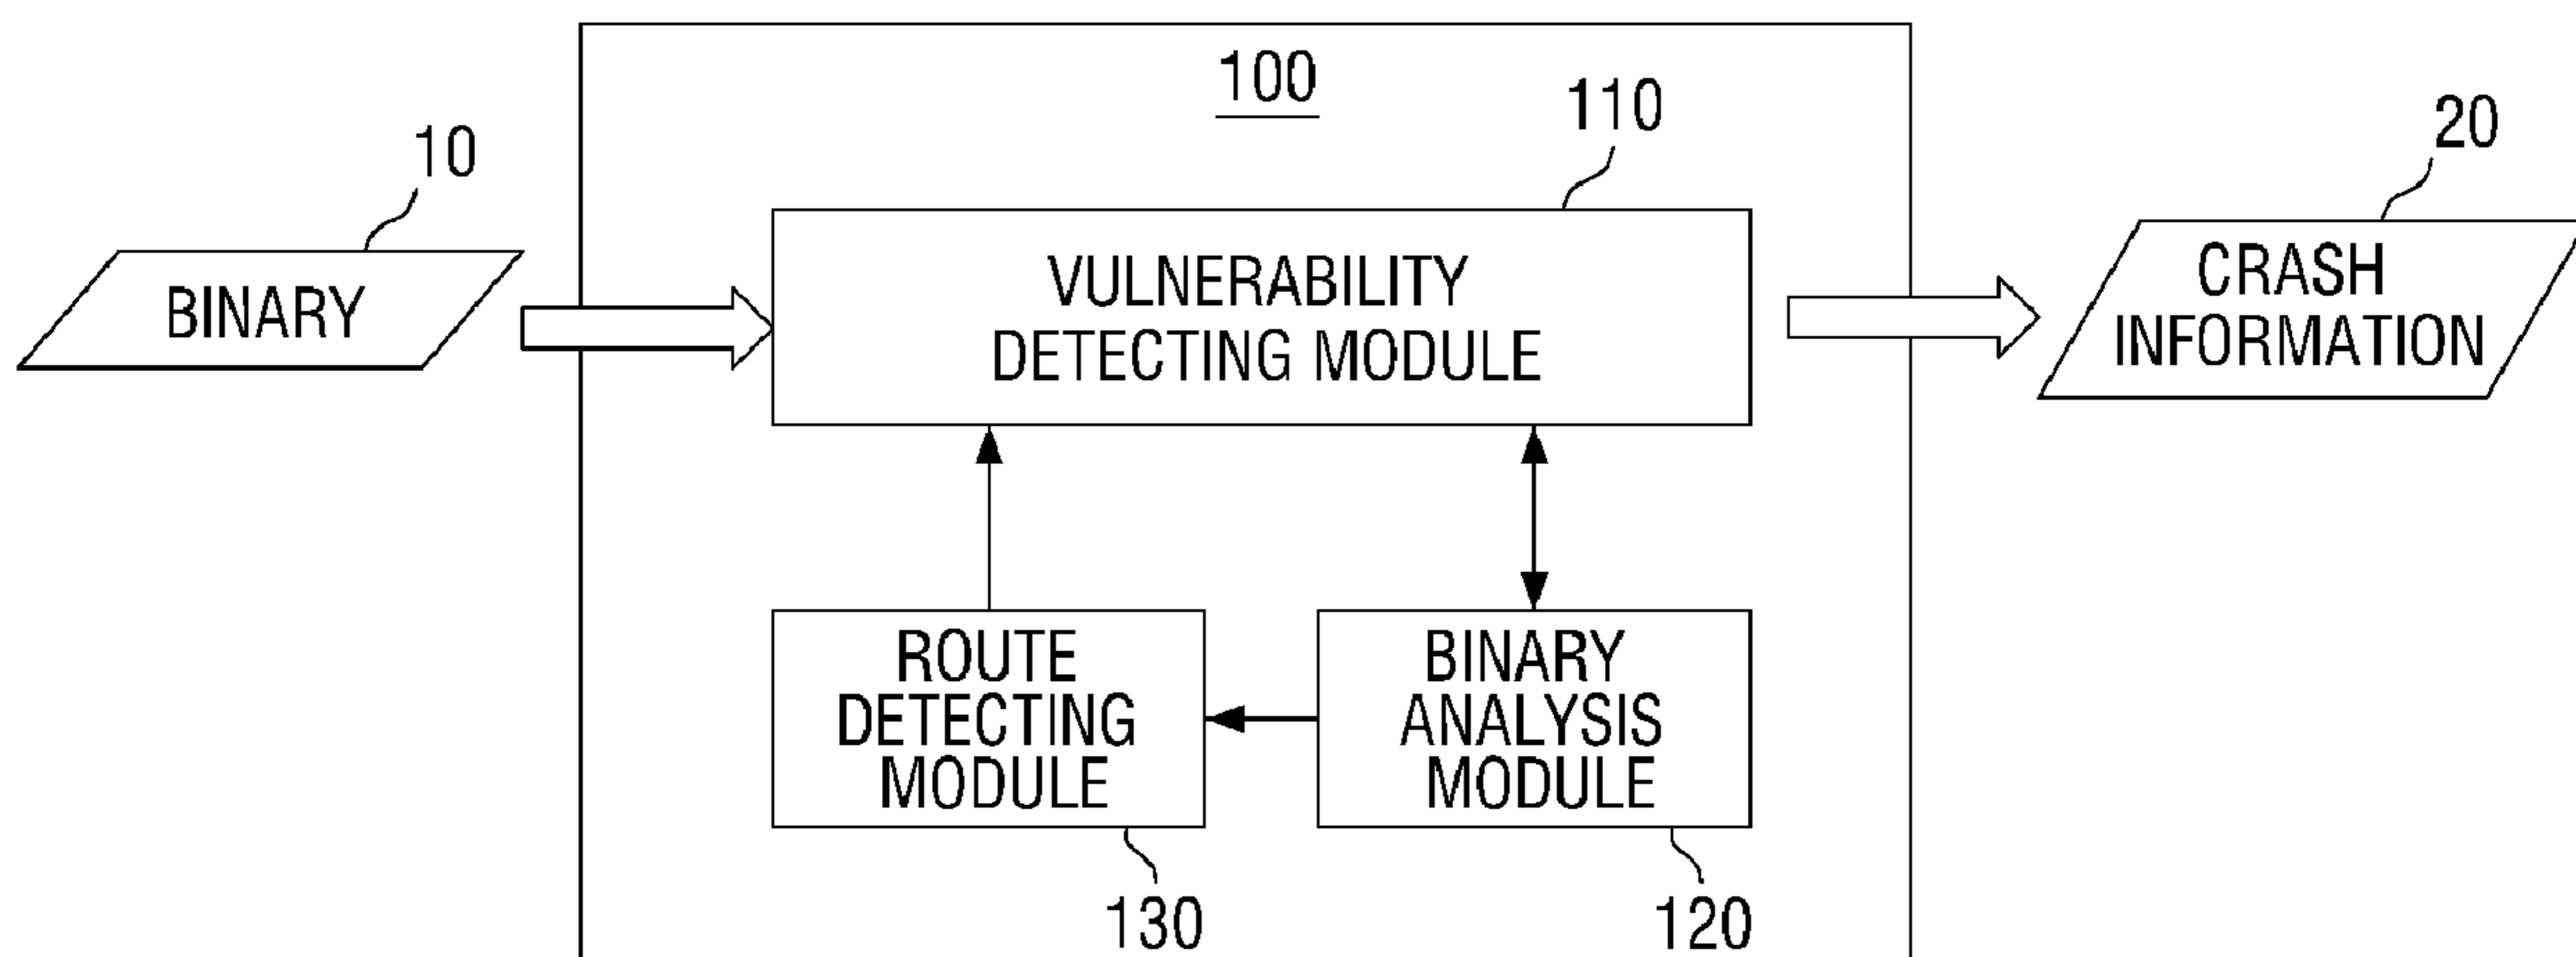 100
110
10
20
BINARY
VULNERABILITY
DETECTING MODULE
CRASH
INFORMATION
ROUTE
DETECTING
MODULE
BINARY
ANALYSIS
MODULE
130
120